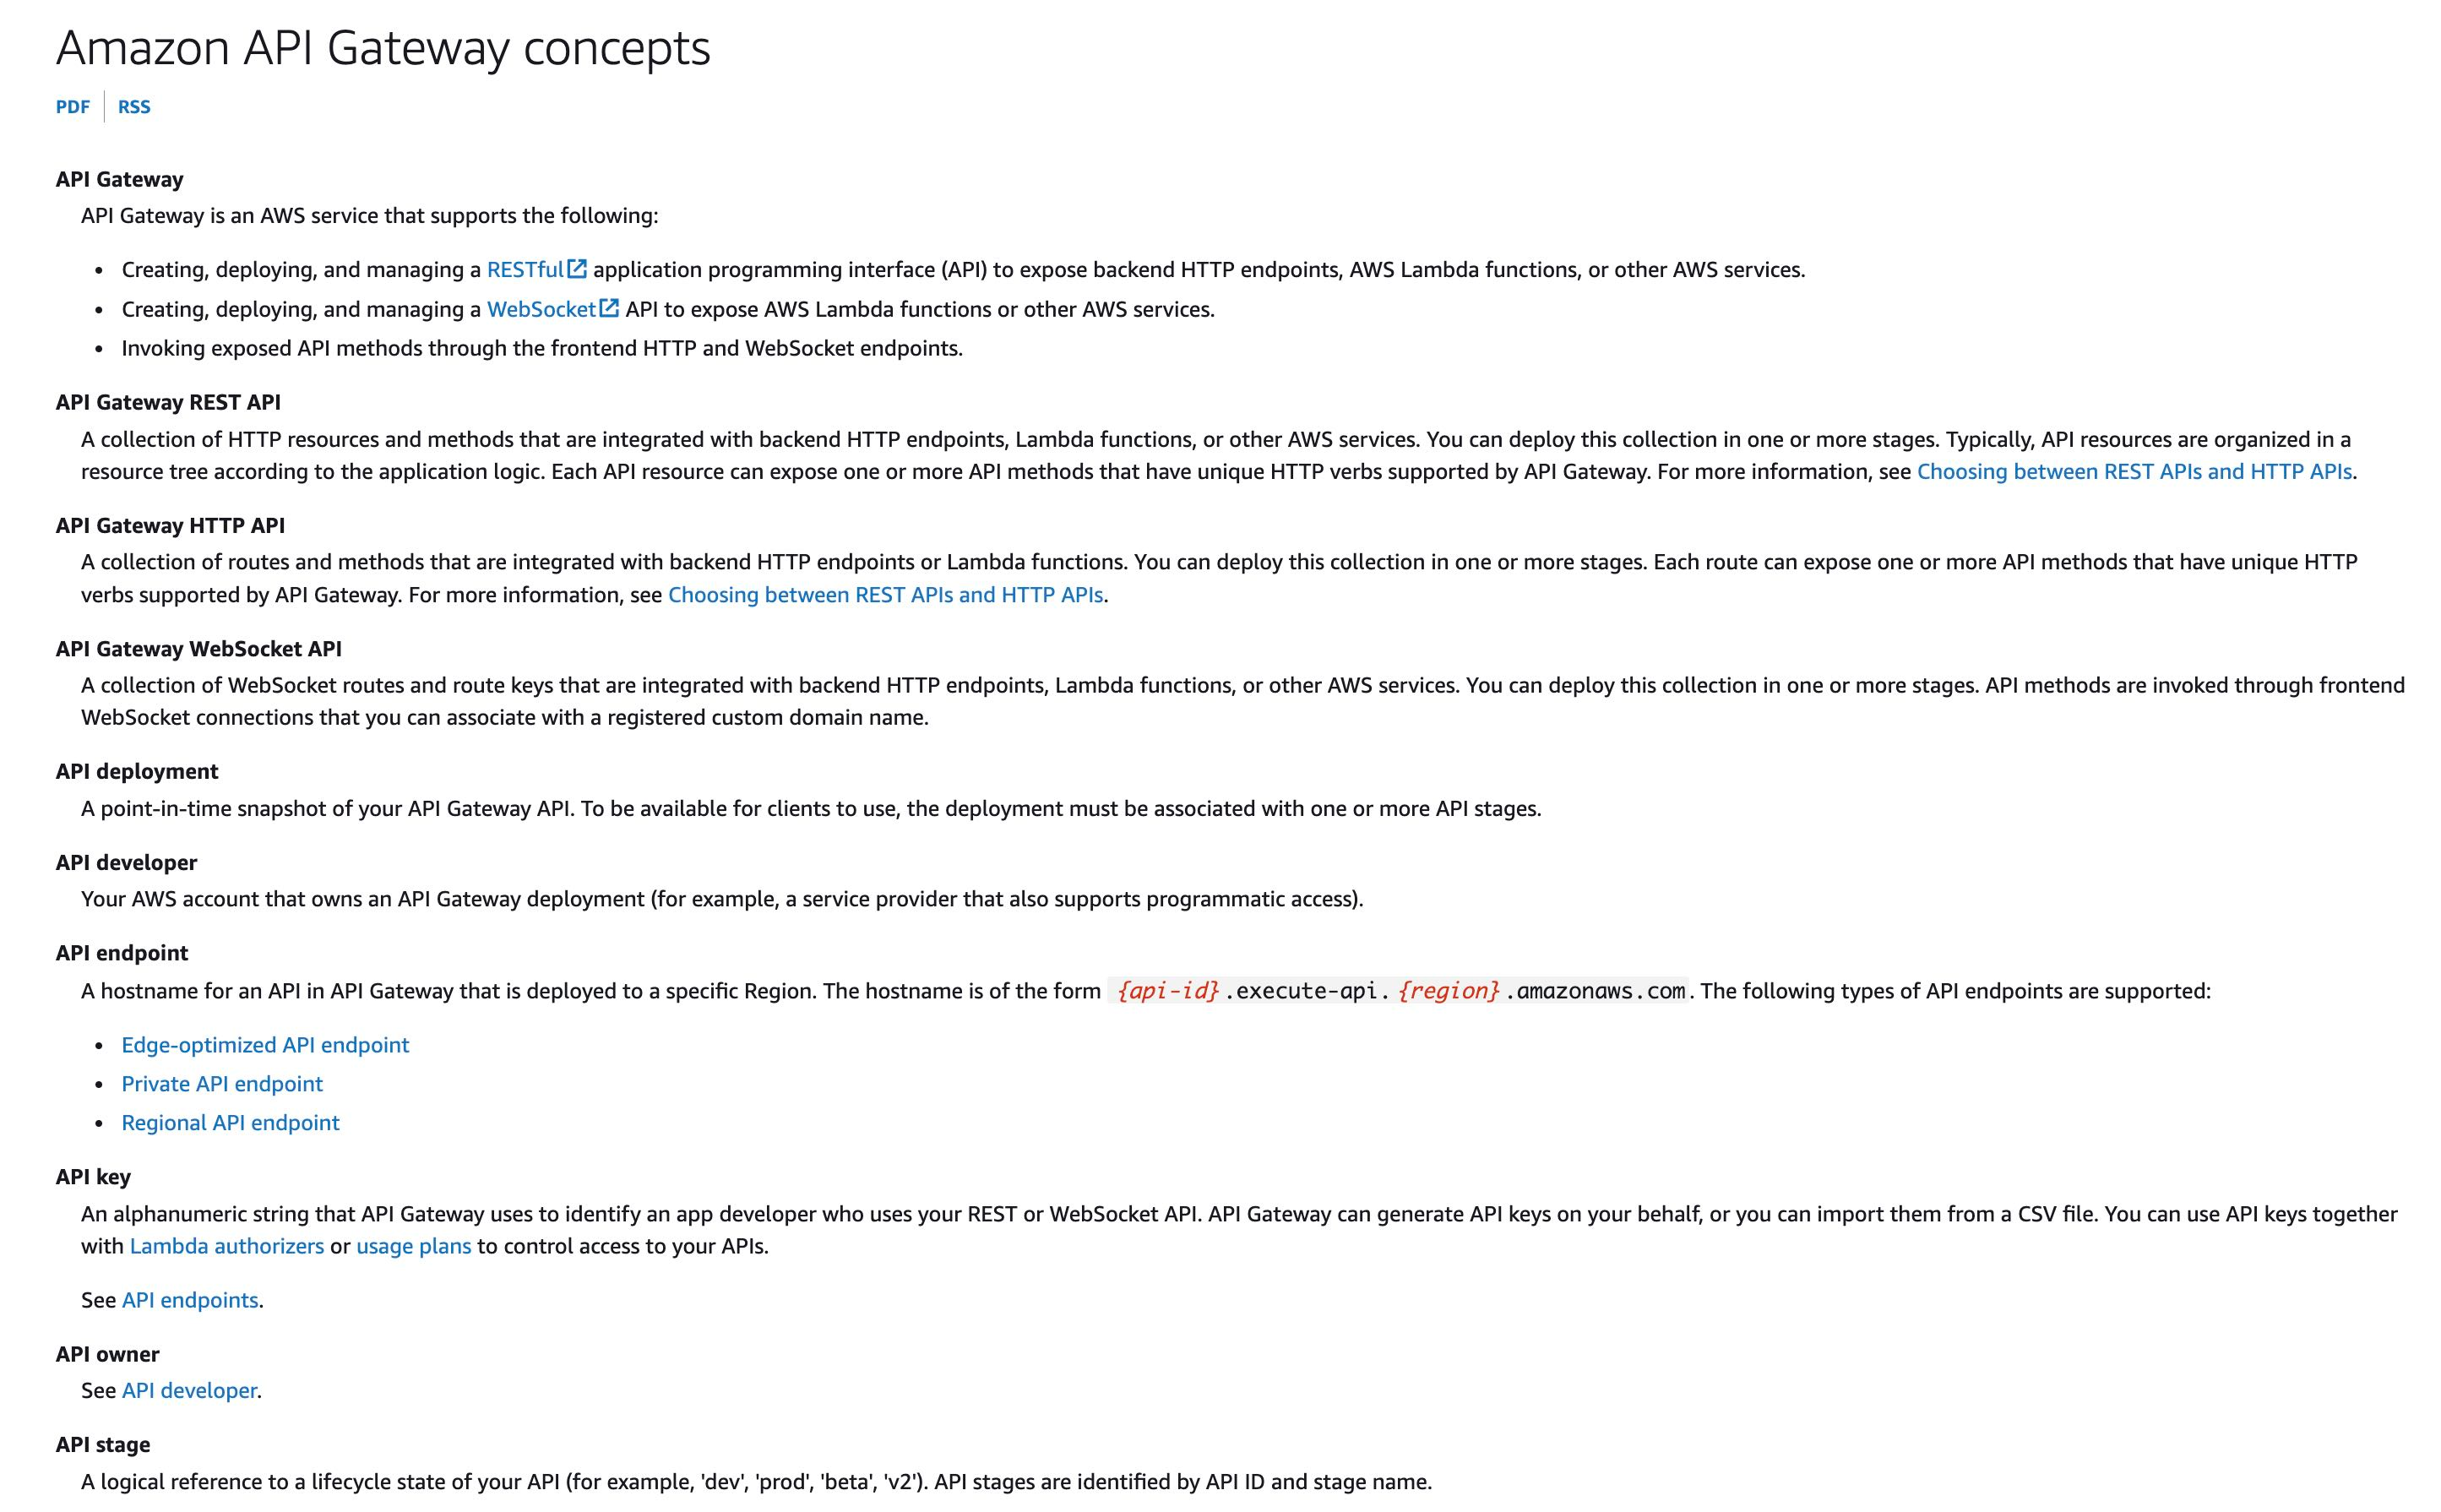 Amazon API Gateway concepts
PDF | RSS
API Gateway
API Gateway is an AWS service that supports the following:
• Creating, deploying, and managing a RESTful application programming interface (API) to expose backend HTTP endpoints, AWS Lambda functions, or other AWS services.
• Creating, deploying, and managing a WebSocket API to expose AWS Lambda functions or other AWS services.
• Invoking exposed API methods through the frontend HTTP and WebSocket endpoints.
API Gateway REST API
A collection of HTTP resources and methods that are integrated with backend HTTP endpoints, Lambda functions, or other AWS services. You can deploy this collection in one or more stages. Typically, API resources are organized in a
resource tree according to the application logic. Each API resource can expose one or more API methods that have unique HTTP verbs supported by API Gateway. For more information, see Choosing between REST APIs and HTTP APIs.
API Gateway HTTP API
A collection of routes and methods that are integrated with backend HTTP endpoints or Lambda functions. You can deploy this collection in one or more stages. Each route can expose one or more API methods that have unique HTTP
verbs supported by API Gateway. For more information, see Choosing between REST APIs and HTTP APIs.
API Gateway WebSocket API
A collection of WebSocket routes and route keys that are integrated with backend HTTP endpoints, Lambda functions, or other AWS services. You can deploy this collection in one or more stages. API methods are invoked through frontend
WebSocket connections that you can associate with a registered custom domain name.
API deployment
A point-in-time snapshot of your API Gateway API. To be available for clients to use, the deployment must be associated with one or more API stages.
API developer
Your AWS account that owns an API Gateway deployment (for example, a service provider that also supports programmatic access).
API endpoint
A hostname for an API in API Gateway that is deployed to a specific Region. The hostname is of the form {api-id}.execute-api.{region}.amazonaws.com. The following types of API endpoints are supported:
• Edge-optimized API endpoint
• Private API endpoint
• Regional API endpoint
API key
An alphanumeric string that API Gateway uses to identify an app developer who uses your REST or WebSocket API. API Gateway can generate API keys on your behalf, or you can import them from a CSV file. You can use API keys together
with Lambda authorizers or usage plans to control access to your APIs.
See API endpoints.
API owner
See API developer.
API stage
A logical reference to a lifecycle state of your API (for example, 'dev', 'prod', 'beta', 'v2'). API stages are identified by API ID and stage name.